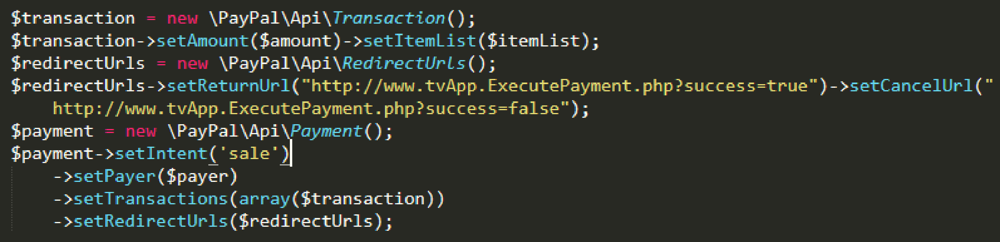 $transaction = new \PayPal\Api\Transaction();
$transaction->setAmount($amount)->setItemList($itemList);
$redirectUrls = new \PayPal\Api\RedirectUrls();
$redirectUrls->setReturnUrl("http://www.tvApp.ExecutePayment.php?success=true")->setCancelUrl("
    http://www.tvApp.ExecutePayment.php?success=false");
$payment = new \PayPal\Api\Payment();
$payment->setIntent('sale')
    ->setPayer($payer)
    ->setTransactions(array($transaction))
    ->setRedirectUrls($redirectUrls);